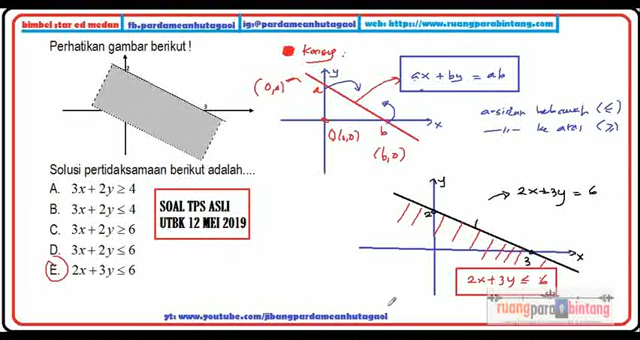 bimbel star ed medan
fb.pardameanhutagaol
ig:@pardameanhutagaol
web: https://www.ruangparabintang.com
Perhatikan gambar berikut !
2
3
Solusi pertidaksamaan berikut adalah....
A. 3x + 2y ≥ 4
B. 3x + 2y ≤ 4
C. 3x + 2y ≥ 6
D. 3x + 2y ≤ 6
E. 2x + 3y ≤ 6
SOAL TPS ASLI
UTBK 12 MEI 2019
Konsep :
(0,a)
a
y
ax + by = ab
x
b
O(0,0)
(b,0)
arsiran kebawah (≤)
ke atas (≥)
y
2x + 3y = 6
2
3
x
2x + 3y ≤ 6
ruangparabintang
yt: www.youtube.com/jibangpardameanhutagaol